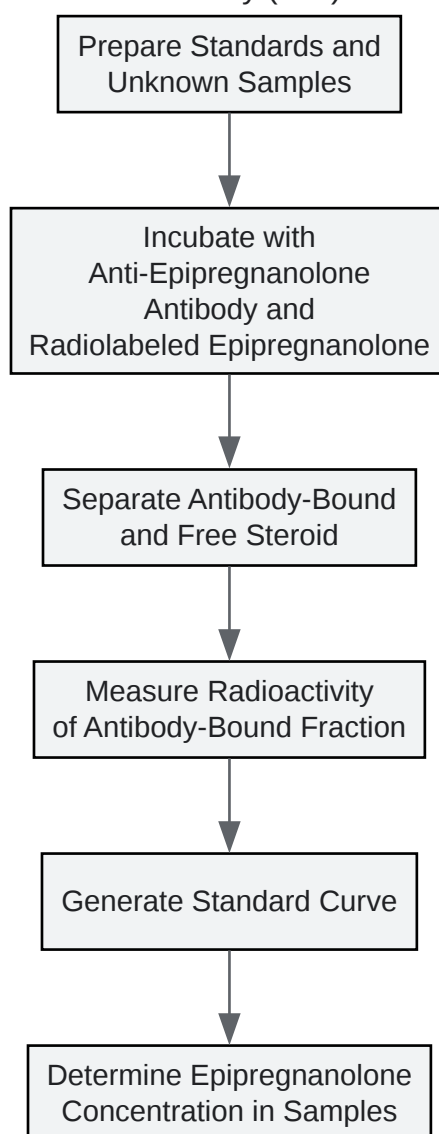 Prepare Standards and
Unknown Samples
Incubate with
Anti-Epipregnanolone
Antibody and
Radiolabeled Epipregnanolone
Separate Antibody-Bound
and Free Steroid
Measure Radioactivity
of Antibody-Bound Fraction
Generate Standard Curve
Determine Epipregnanolone
Concentration in Samples